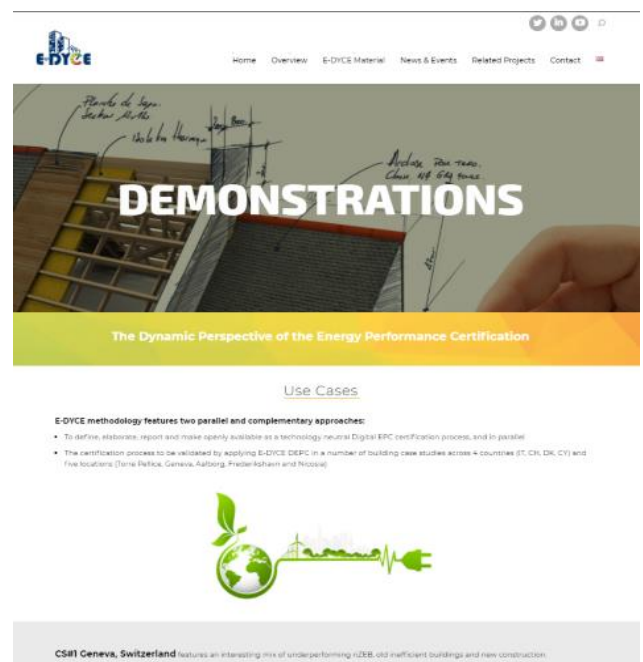 E-DYCE
Home Overview E-DYCE Material News & Events Related Projects Contact
DEMONSTRATIONS
The Dynamic Perspective of the Energy Performance Certification
Use Cases
E-DYCE methodology features two parallel and complementary approaches:
To define, elaborate, report and make openly available as a technology neutral Digital EPC certification process, and in parallel
The certification process to be validated by applying E-DYCE DEPC in a number of building case studies across 4 countries (IT, CH, DK, CY) and
five locations (Torre Pellice, Geneva, Aalborg, Frederikshavn and Nicosia)
CS#1 Geneva, Switzerland features an interesting mix of underperforming nZEB, old inefficient buildings and new construction